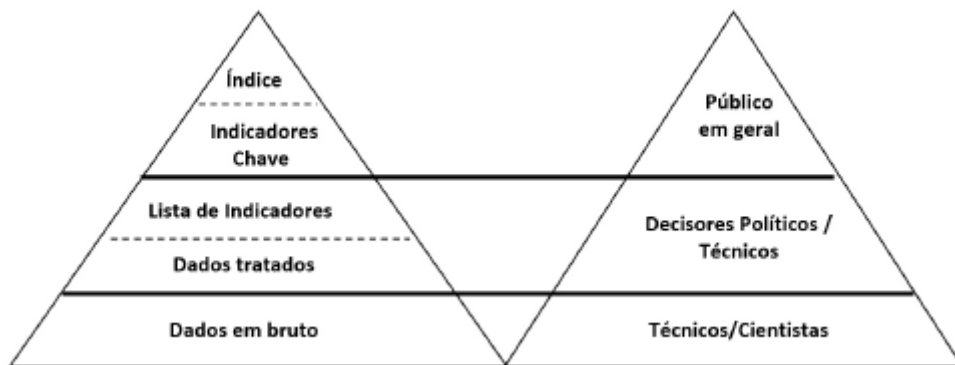 Índice
Indicadores
Chave
Lista de Indicadores
Dados tratados
Dados em bruto
Público
em geral
Decisores Políticos /
Técnicos
Técnicos/Cientistas